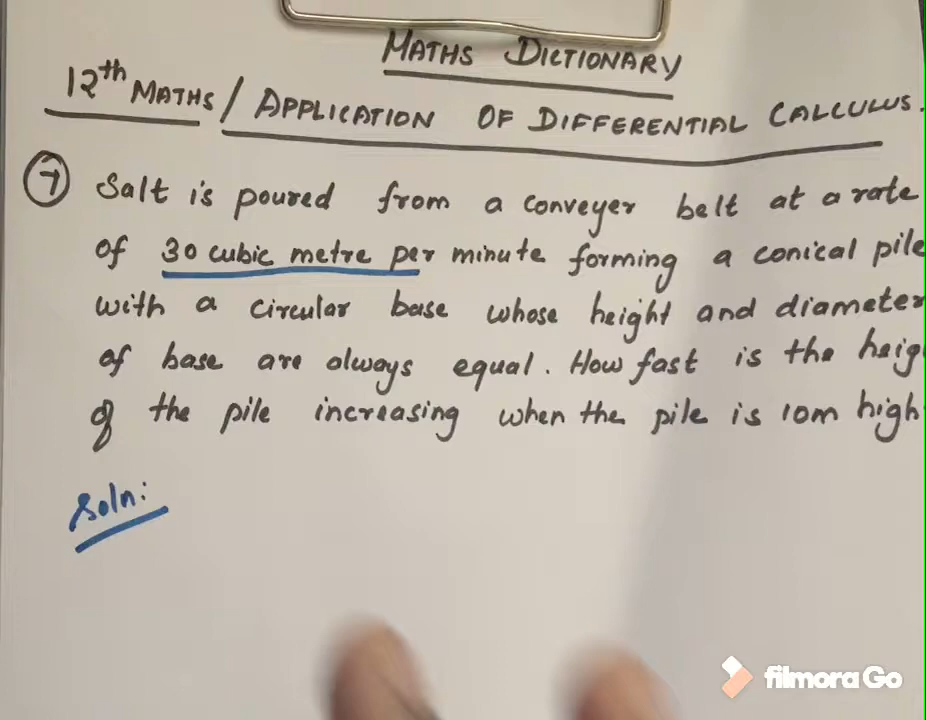 MATHS DICTIONARY
12th MATHS / APPLICATION OF DIFFERENTIAL CALCULUS.
7 Salt is poured from a conveyer belt at a rate
of 30 cubic metre per minute forming a conical pile
with a circular base whose height and diameter
of base are always equal. How fast is the heig
of the pile increasing when the pile is 10m high
Soln:
filmoraGo